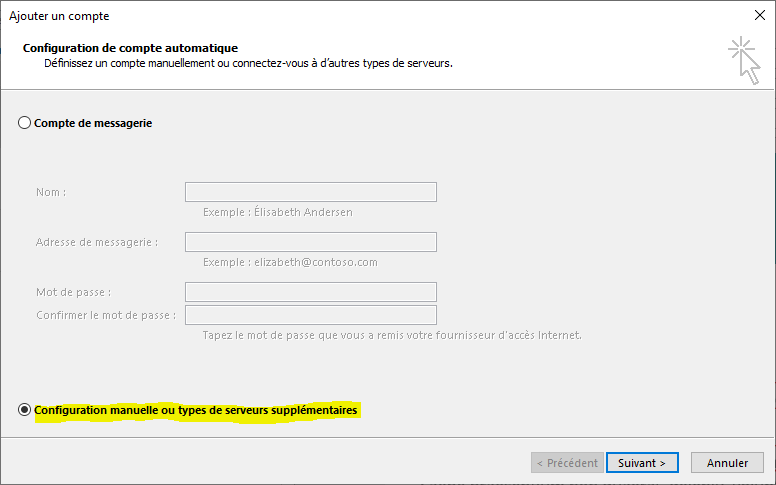 Ajouter un compte
Configuration de compte automatique
Définissez un compte manuellement ou connectez-vous à d'autres types de serveurs.
Compte de messagerie
Nom :
Exemple : Élisabeth Andersen
Adresse de messagerie :
Exemple : elizabeth@contoso.com
Mot de passe :
Confirmer le mot de passe :
Tapez le mot de passe que vous a remis votre fournisseur d'accès Internet.
Configuration manuelle ou types de serveurs supplémentaires
< Précédent Suivant > Annuler